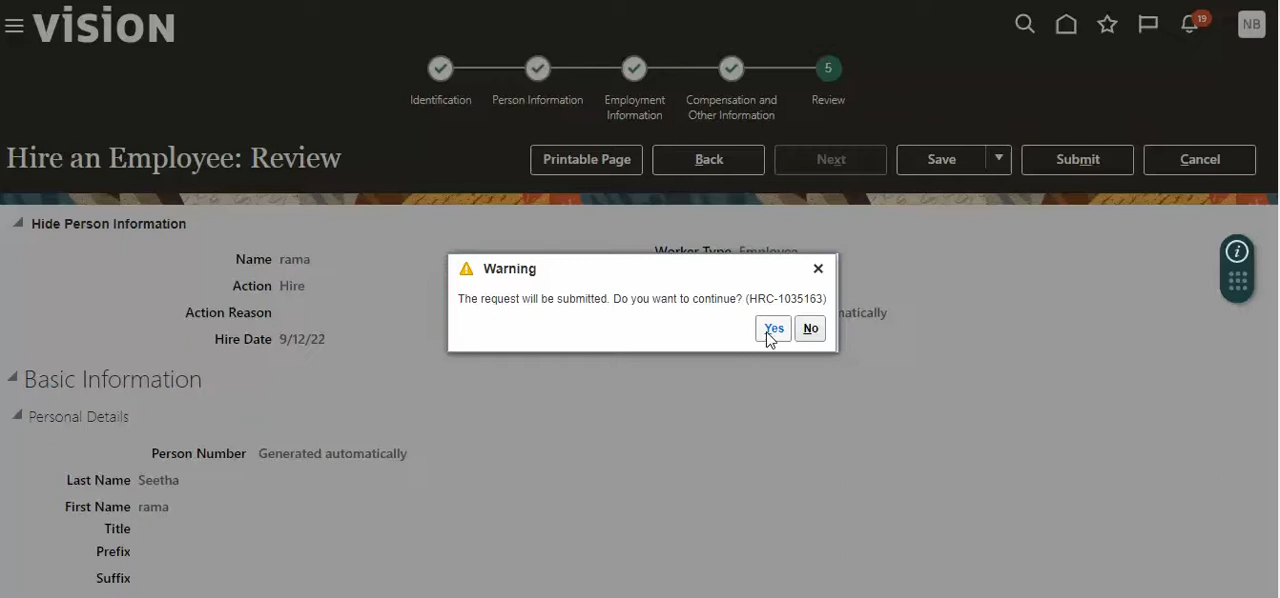 vision
19
NB
5
Identification
Person Information
Employment Information
Compensation and Other Information
Review
Hire an Employee: Review
Printable Page
Back
Next
Save
Submit
Cancel
Hide Person Information
Name rama
Worker Type Employee
Action Hire
Action Reason
Hire Date 9/12/22
Warning
The request will be submitted. Do you want to continue? (HRC-1035163)
Yes
No
Basic Information
Personal Details
Person Number Generated automatically
Last Name Seetha
First Name rama
Title
Prefix
Suffix